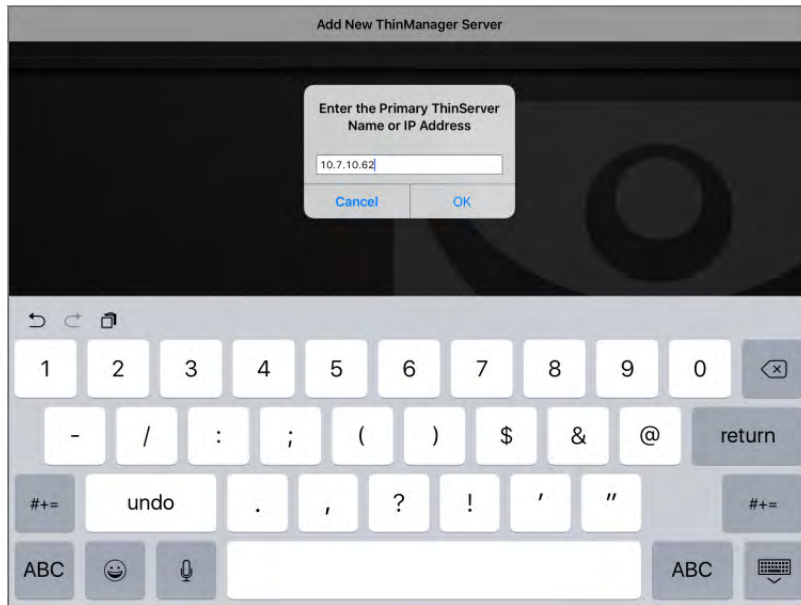 Add New ThinManager Server
Enter the Primary ThinServer
Name or IP Address
10.7.10.62
Cancel OK
1 2 3 4 5 6 7 8 9 0
- / : ; ( ) $ & @ return
#+= undo . , ? ! ' " #+=
ABC ABC